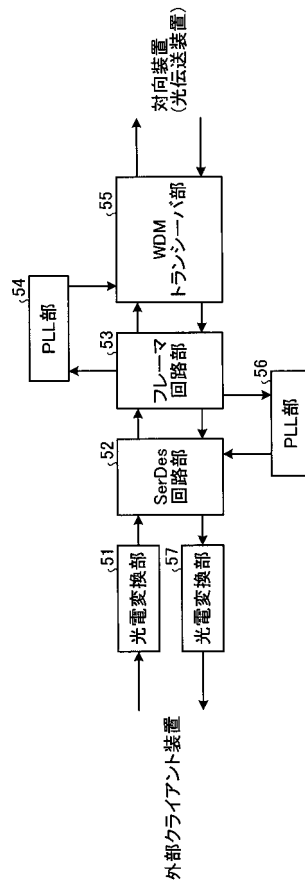 外部クライアント装置
51
光電変換部
57
光電変換部
52
SerDes
回路部
53
フレーマ
回路部
54
PLL部
56
PLL部
55
WDM
トランシーバ部
対向装置
(光伝送装置)